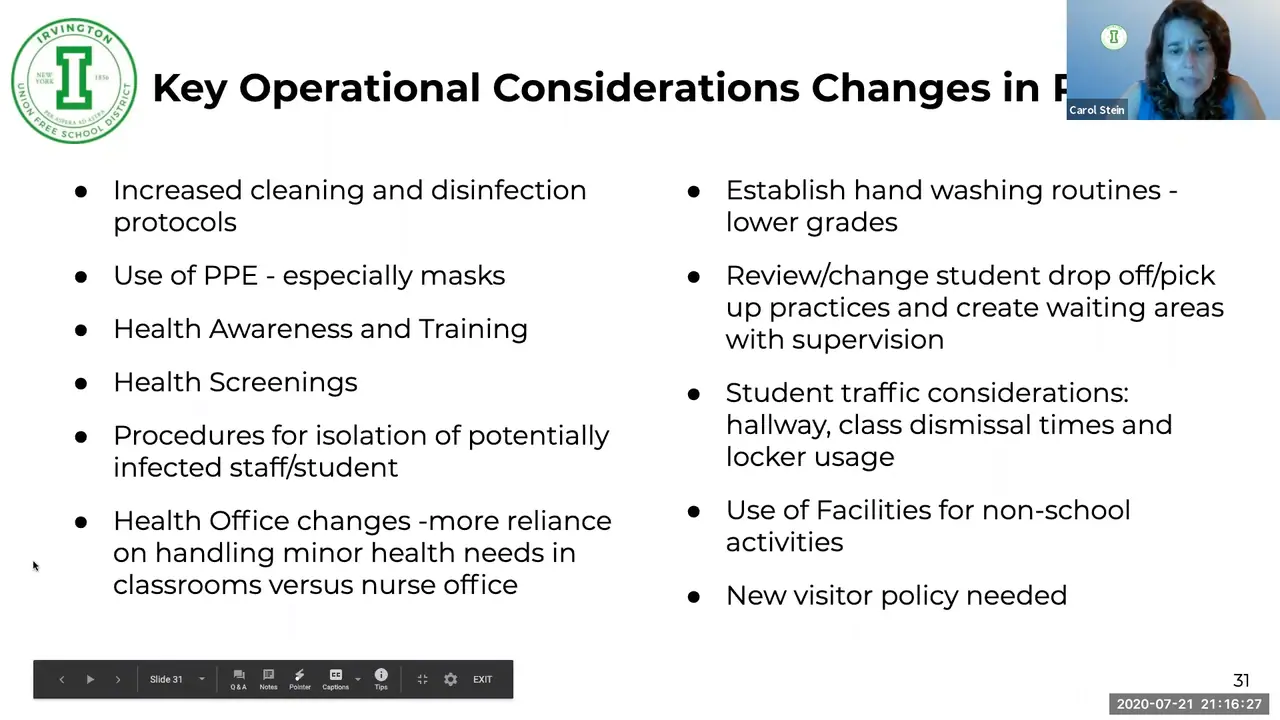 IRVINGTON
NEW YORK
1856
PER ASPERA AD ASTRA
UNION FREE SCHOOL DISTRICT
Key Operational Considerations Changes in
Carol Stein
● Increased cleaning and disinfection
protocols
● Use of PPE - especially masks
● Health Awareness and Training
● Health Screenings
● Procedures for isolation of potentially
infected staff/student
● Health Office changes -more reliance
on handling minor health needs in
classrooms versus nurse office
● Establish hand washing routines -
lower grades
● Review/change student drop off/pick
up practices and create waiting areas
with supervision
● Student traffic considerations:
hallway, class dismissal times and
locker usage
● Use of Facilities for non-school
activities
● New visitor policy needed
Slide 31
Q & A
Notes
Pointer
Captions
Tips
EXIT
31
2020-07-21 21:16:27